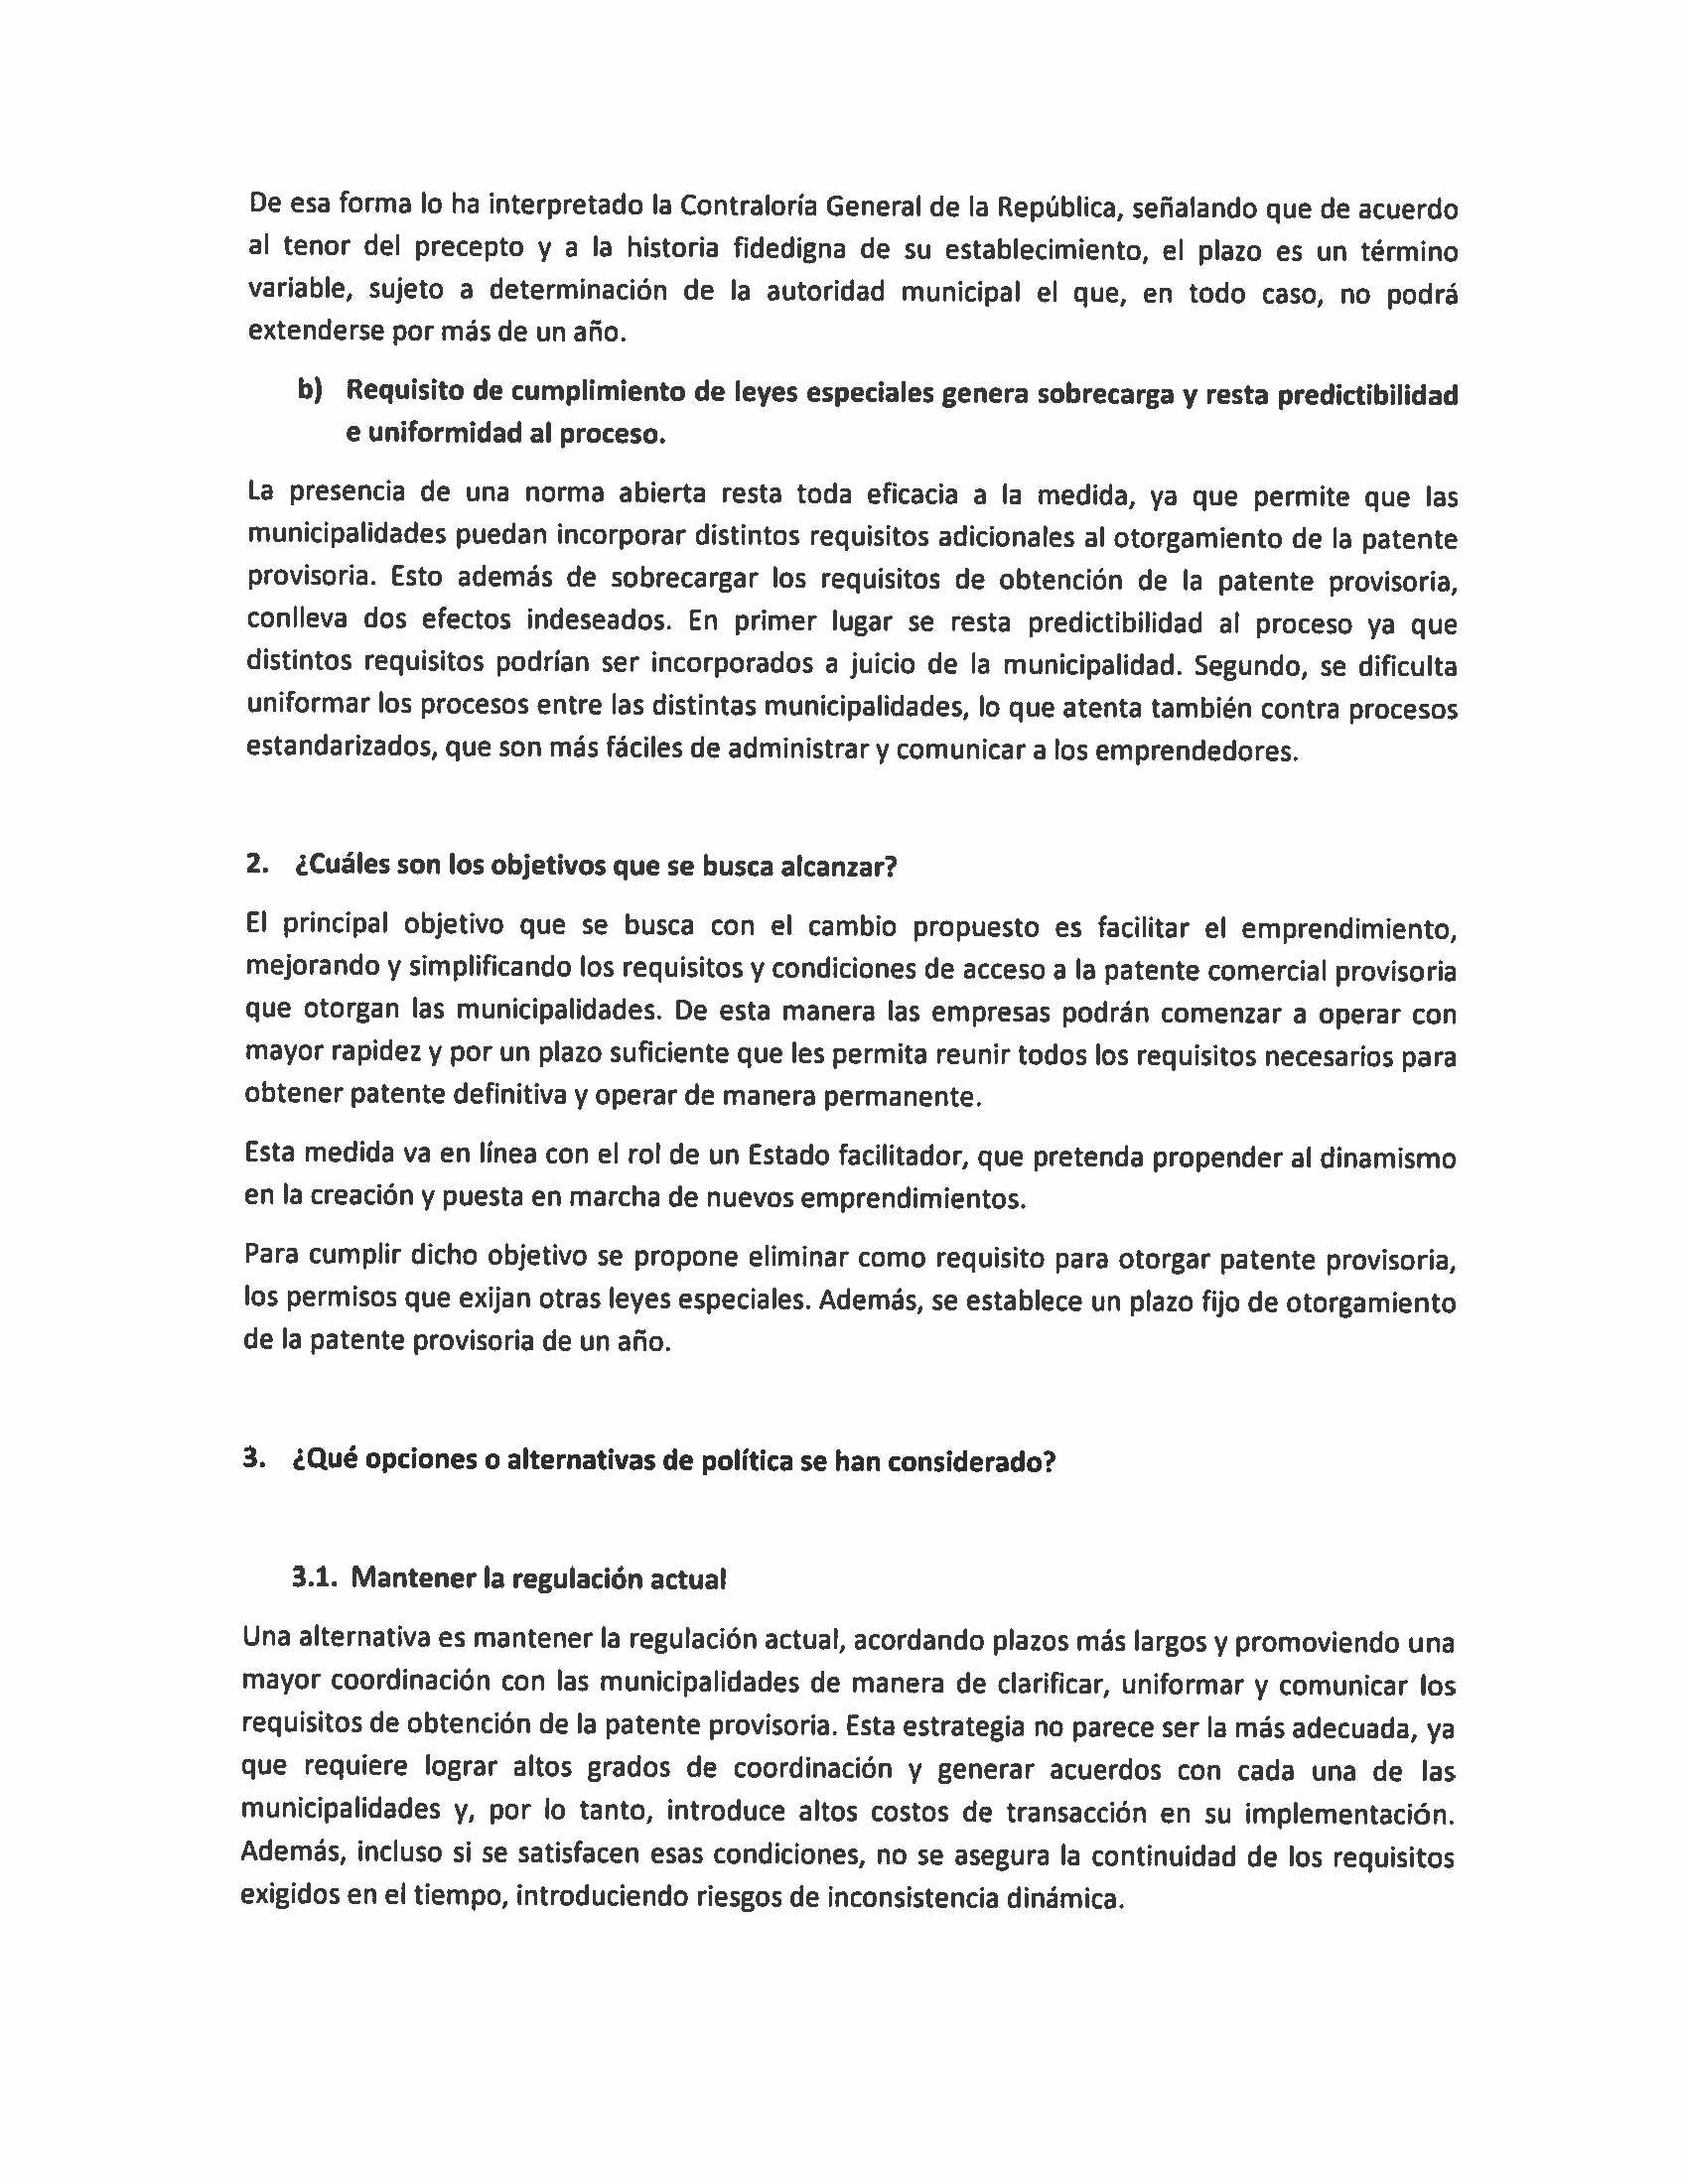 De esa forma lo ha interpretado la Contraloría General de la República, señalando que de acuerdo
al tenor del precepto y a la historia fidedigna de su establecimiento, el plazo es un término
variable, sujeto a determinación de la autoridad municipal el que, en todo caso, no podrá
extenderse por más de un año.
b) Requisito de cumplimiento de leyes especiales genera sobrecarga y resta predictibilidad
e uniformidad al proceso.
La presencia de una norma abierta resta toda eficacia a la medida, ya que permite que las
municipalidades puedan incorporar distintos requisitos adicionales al otorgamiento de la patente
provisoria. Esto además de sobrecargar los requisitos de obtención de la patente provisoria,
conlleva dos efectos indeseados. En primer lugar se resta predictibilidad al proceso ya que
distintos requisitos podrían ser incorporados a juicio de la municipalidad. Segundo, se dificulta
uniformar los procesos entre las distintas municipalidades, lo que atenta también contra procesos
estandarizados, que son más fáciles de administrar y comunicar a los emprendedores.
2. ¿Cuáles son los objetivos que se busca alcanzar?
El principal objetivo que se busca con el cambio propuesto es facilitar el emprendimiento,
mejorando y simplificando los requisitos y condiciones de acceso a la patente comercial provisoria
que otorgan las municipalidades. De esta manera las empresas podrán comenzar a operar con
mayor rapidez y por un plazo suficiente que les permita reunir todos los requisitos necesarios para
obtener patente definitiva y operar de manera permanente.
Esta medida va en línea con el rol de un Estado facilitador, que pretenda propender al dinamismo
en la creación y puesta en marcha de nuevos emprendimientos.
Para cumplir dicho objetivo se propone eliminar como requisito para otorgar patente provisoria,
los permisos que exijan otras leyes especiales. Además, se establece un plazo fijo de otorgamiento
de la patente provisoria de un año.
3. ¿Qué opciones o alternativas de política se han considerado?
3.1. Mantener la regulación actual
Una alternativa es mantener la regulación actual, acordando plazos más largos y promoviendo una
mayor coordinación con las municipalidades de manera de clarificar, uniformar y comunicar los
requisitos de obtención de la patente provisoria. Esta estrategia no parece ser la más adecuada, ya
que requiere lograr altos grados de coordinación y generar acuerdos con cada una de las
municipalidades y, por lo tanto, introduce altos costos de transacción en su implementación.
Además, incluso si se satisfacen esas condiciones, no se asegura la continuidad de los requisitos
exigidos en el tiempo, introduciendo riesgos de inconsistencia dinámica.